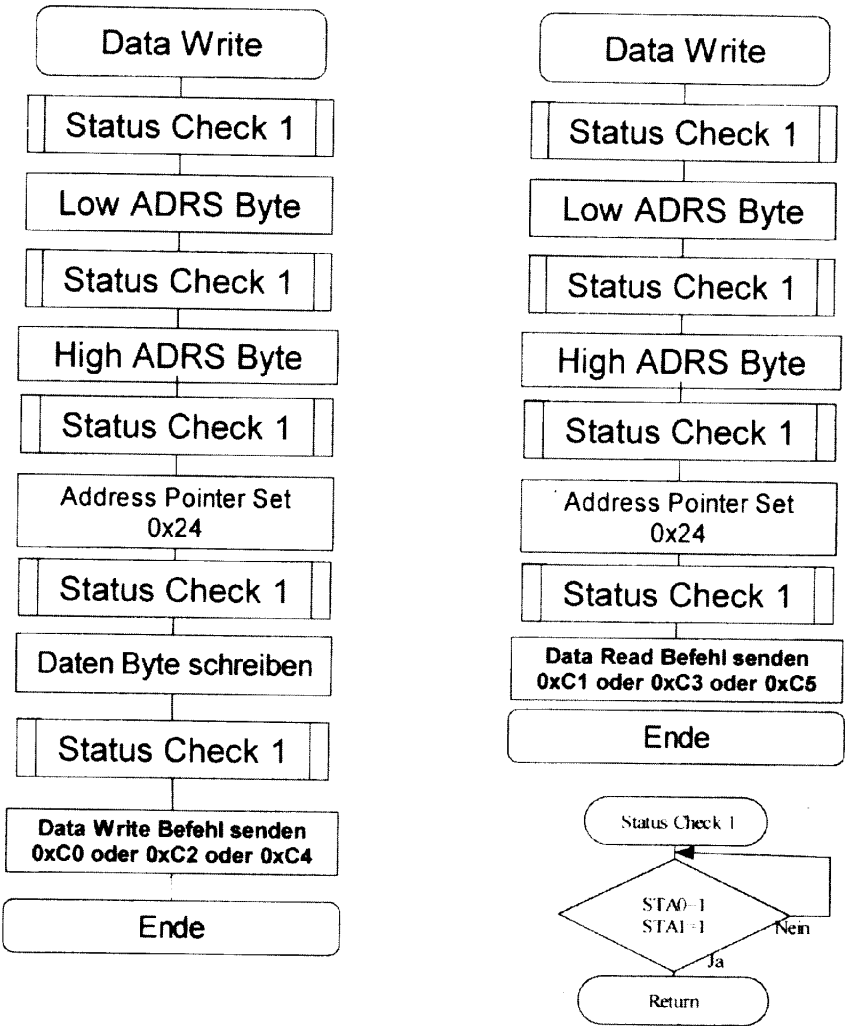 Data Write
Status Check 1
Low ADRS Byte
Status Check 1
High ADRS Byte
Status Check 1
Address Pointer Set
0x24
Status Check 1
Daten Byte schreiben
Status Check 1
Data Write Befehl senden
0xC0 oder 0xC2 oder 0xC4
Ende
Data Write
Status Check 1
Low ADRS Byte
Status Check 1
High ADRS Byte
Status Check 1
Address Pointer Set
0x24
Status Check 1
Data Read Befehl senden
0xC1 oder 0xC3 oder 0xC5
Ende
Status Check 1
STA0=1
STA1=1
Nein
Ja
Return